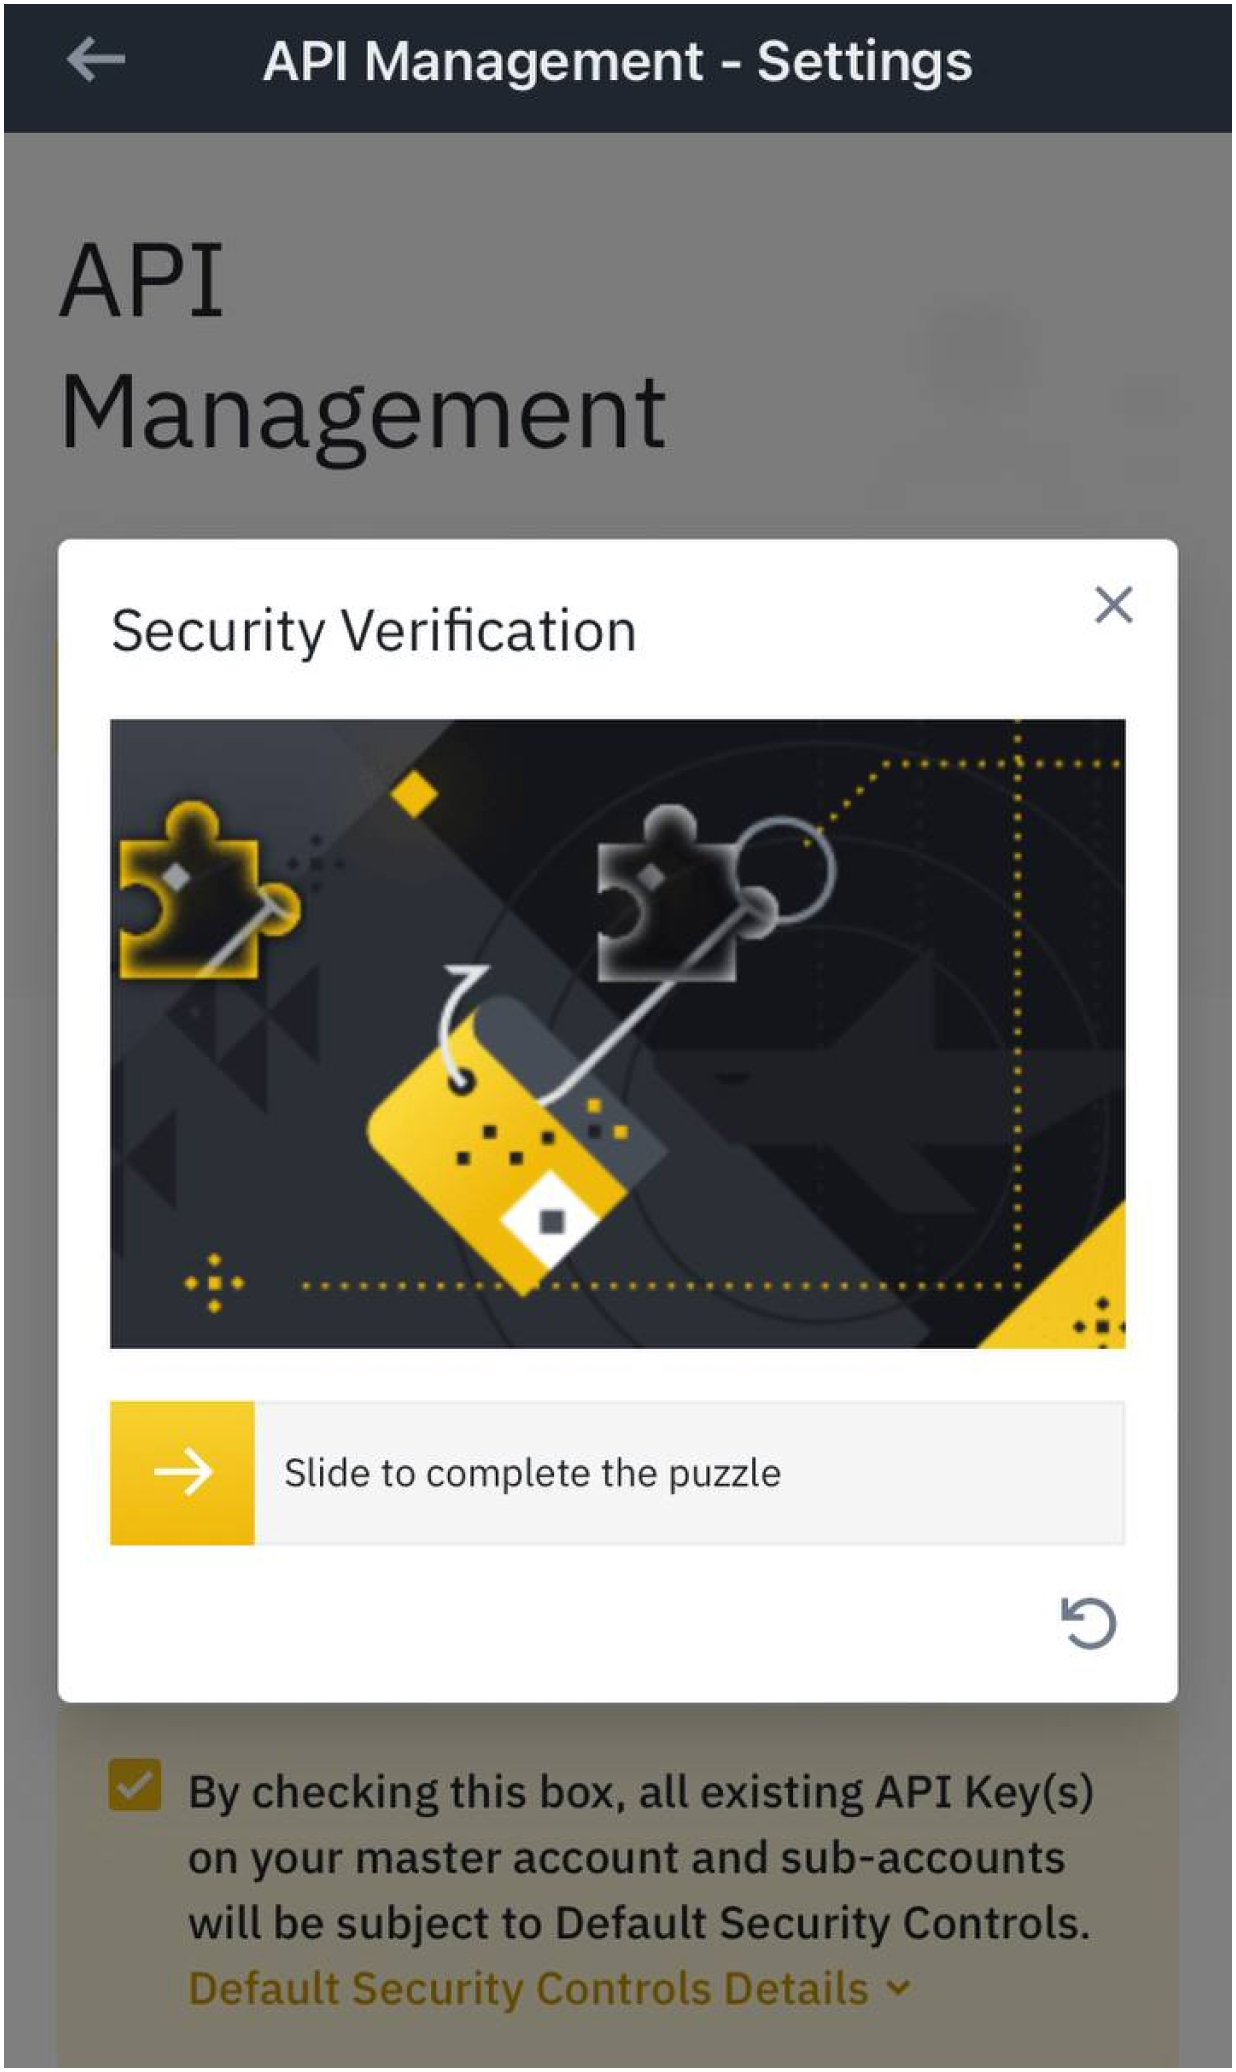 API Management - Settings
API
Management
Security Verification
Slide to complete the puzzle
By checking this box, all existing API Key(s)
on your master account and sub-accounts
will be subject to Default Security Controls.
Default Security Controls Details